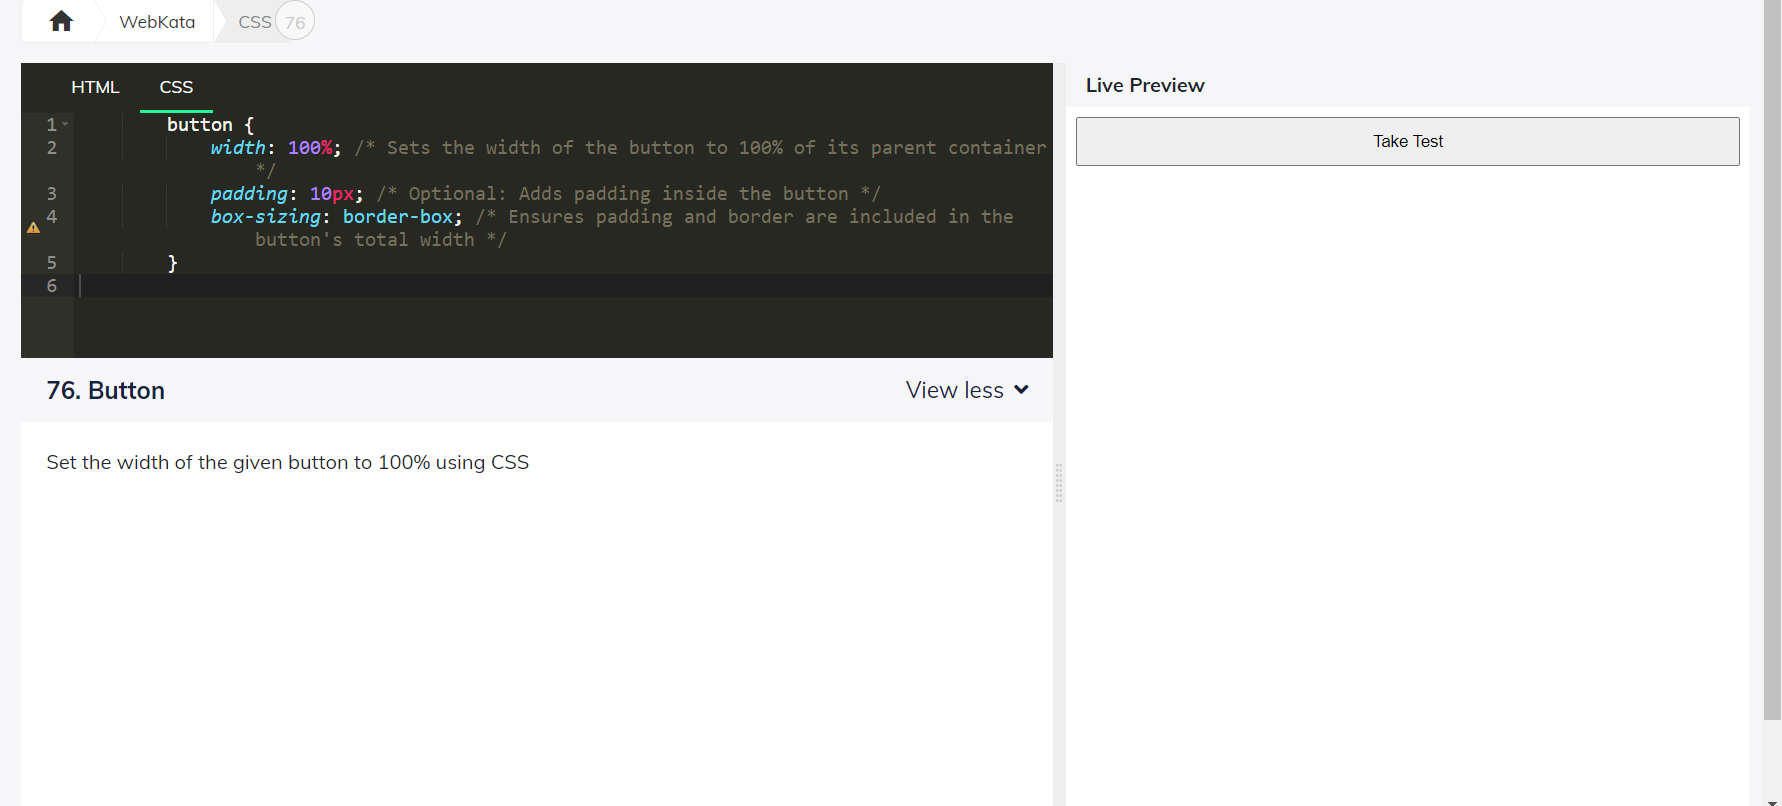 WebKata
CSS 76
HTML
CSS
Live Preview
1 button {
2 width: 100%; /* Sets the width of the button to 100% of its parent container
*/
3 padding: 10px; /* Optional: Adds padding inside the button */
4 box-sizing: border-box; /* Ensures padding and border are included in the
button's total width */
5 }
6
Take Test
76. Button
View less
Set the width of the given button to 100% using CSS